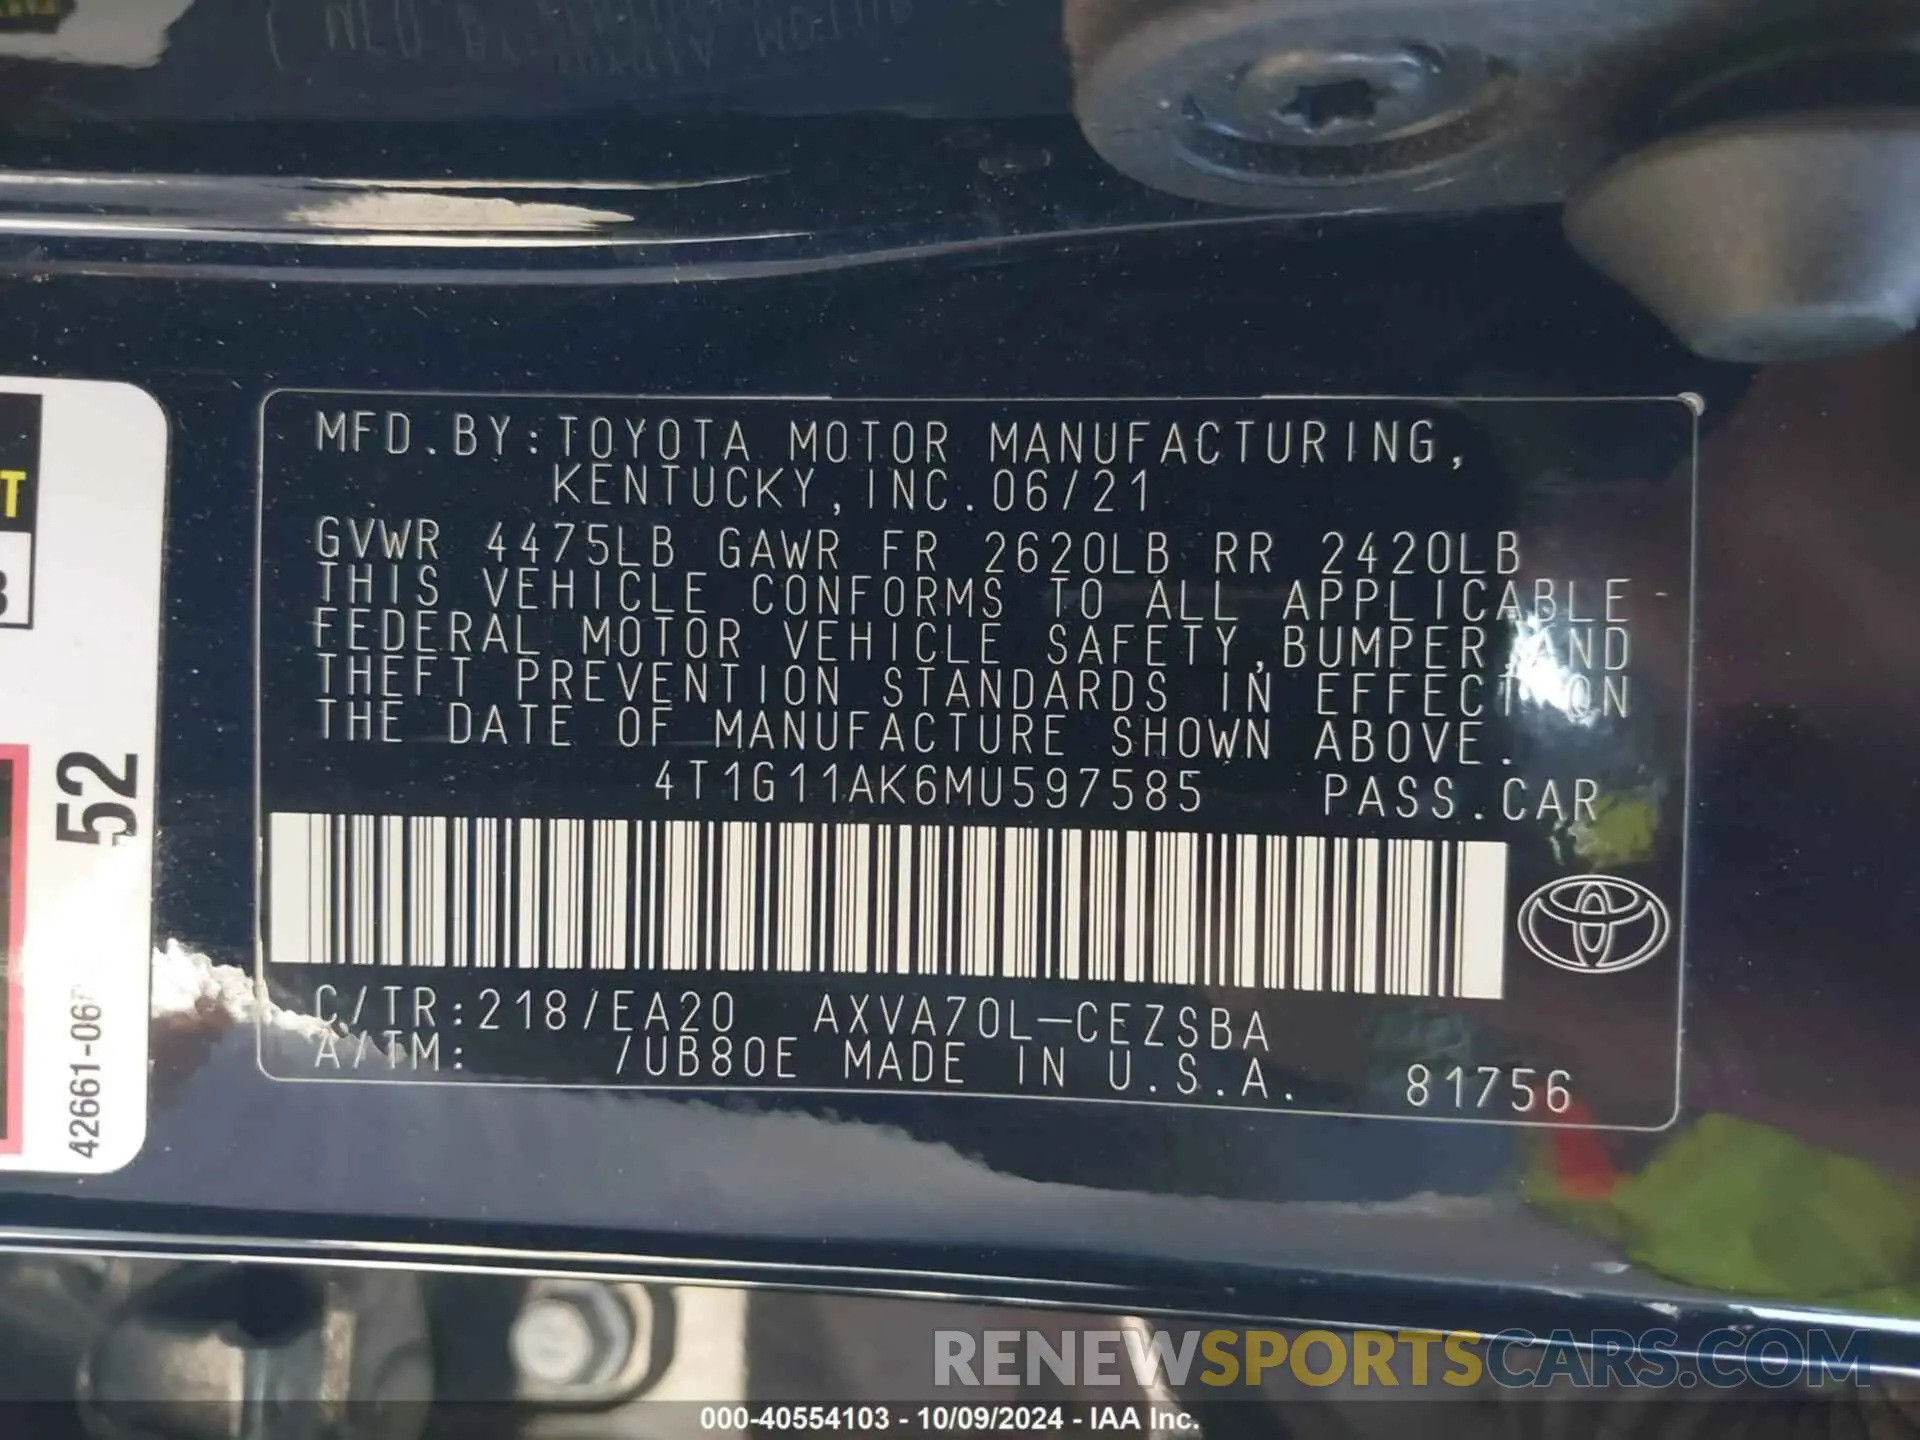 MFD.BY:TOYOTA MOTOR MANUFACTURING,
KENTUCKY,INC.06/21
GVWR 4475LB GAWR FR 2620LB RR 2420LB
THIS VEHICLE CONFORMS TO ALL APPLICABLE
FEDERAL MOTOR VEHICLE SAFETY,BUMPER,AND
THEFT PREVENTION STANDARDS IN EFFECT ON
THE DATE OF MANUFACTURE SHOWN ABOVE.
4T1G11AK6MU597585 PASS.CAR
C/TR:218/EA20 AXVA70L-CEZSBA
A/TM: /UB80E MADE IN U.S.A. 81756
T
52
42661-06
RENEWSPORTSCARS.COM
000-40554103 - 10/09/2024 - IAA Inc.